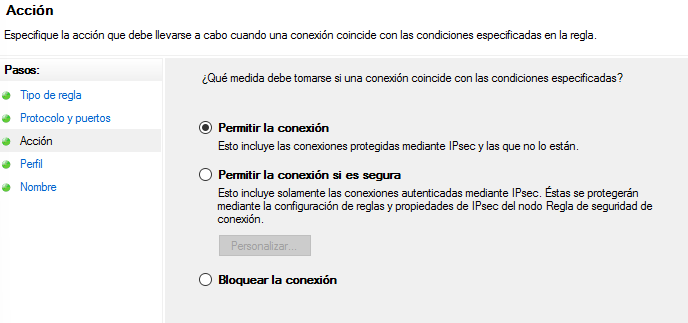 Acción
Especifique la acción que debe llevarse a cabo cuando una conexión coincide con las condiciones especificadas en la regla.
Pasos:
Tipo de regla
Protocolo y puertos
Acción
Perfil
Nombre
¿Qué medida debe tomarse si una conexión coincide con las condiciones especificadas?
Permitir la conexión
Esto incluye las conexiones protegidas mediante IPsec y las que no lo están.
Permitir la conexión si es segura
Esto incluye solamente las conexiones autenticadas mediante IPsec. Éstas se protegerán
mediante la configuración de reglas y propiedades de IPsec del nodo Regla de seguridad de
conexión.
Personalizar...
Bloquear la conexión